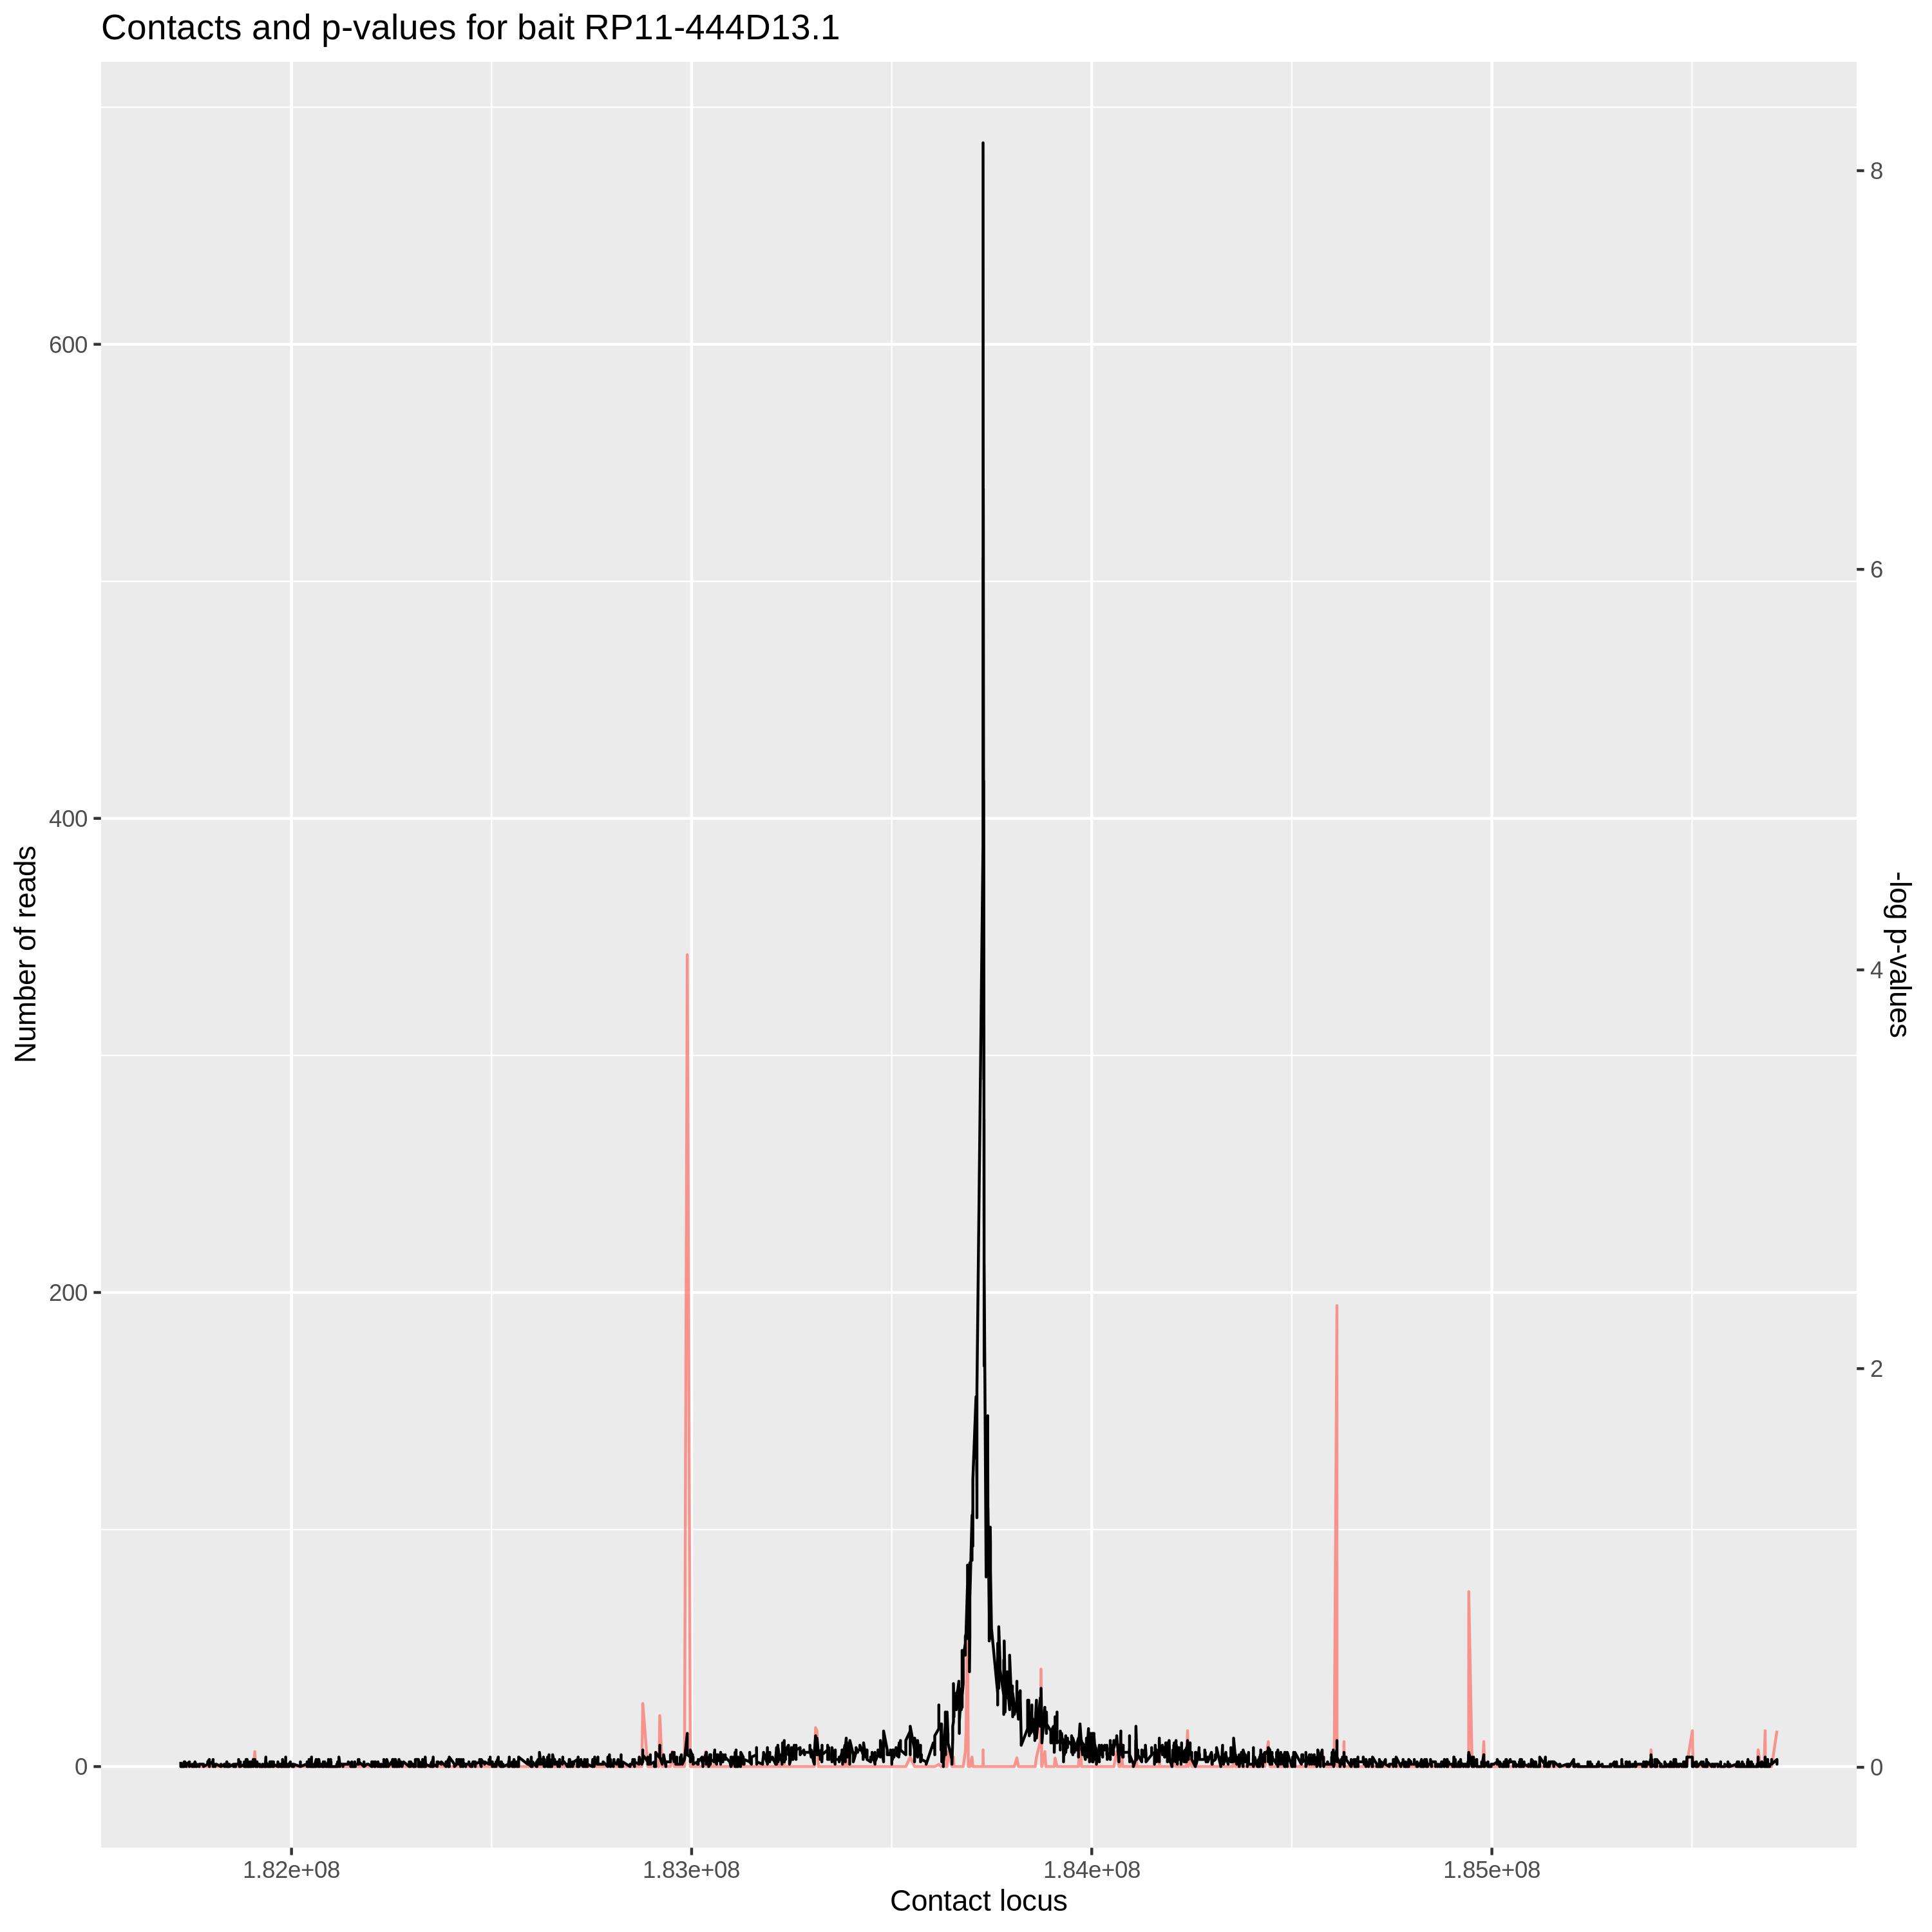 Contacts and p-values for bait RP11-444D13.1
600
400
200
0
Number of reads
8
6
4
2
0
-log p-values
1.82e+08
1.83e+08
1.84e+08
1.85e+08
Contact locus